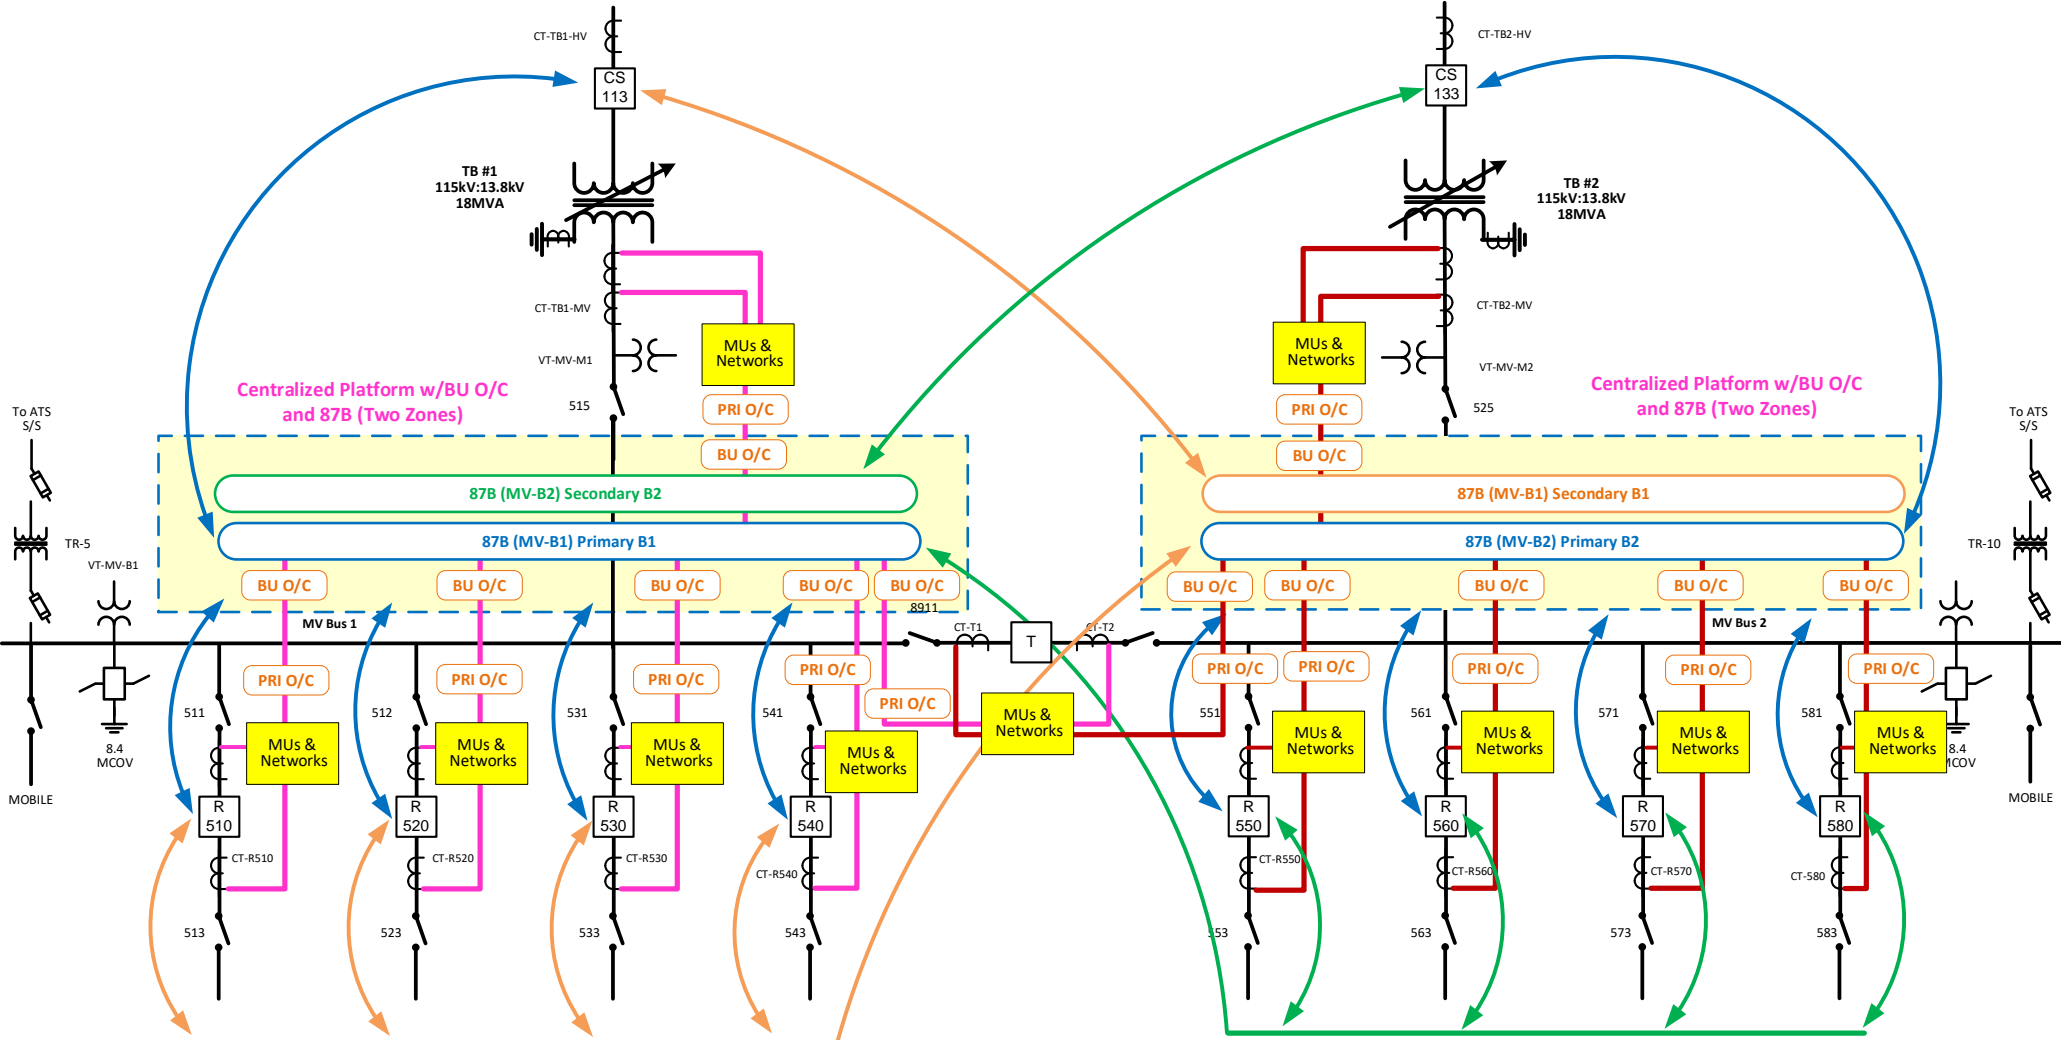 CT-TB1-HV
CS
113
CT-TB2-HV
CS
133
TB #1
115kV:13.8kV
18MVA
TB #2
115kV:13.8kV
18MVA
CT-TB1-MV
MUs &
Networks
VT-MV-M1
CT-TB2-MV
MUs &
Networks
VT-MV-M2
Centralized Platform w/BU O/C
and 87B (Two Zones)
515
PRI O/C
PRI O/C
525
Centralized Platform w/BU O/C
and 87B (Two Zones)
To ATS
S/S
To ATS
S/S
BU O/C
BU O/C
87B (MV-B2) Secondary B2
87B (MV-B1) Secondary B1
87B (MV-B1) Primary B1
87B (MV-B2) Primary B2
TR-5
TR-10
VT-MV-B1
BU O/C
BU O/C
BU O/C
BU O/C
BU O/C
BU O/C
BU O/C
BU O/C
BU O/C
BU O/C
8911
MV Bus 1
CT-T1
T
CT-T2
MV Bus 2
PRI O/C
PRI O/C
PRI O/C
PRI O/C
PRI O/C
PRI O/C
PRI O/C
PRI O/C
PRI O/C
PRI O/C
511
512
531
541
551
561
571
581
MUs &
Networks
MUs &
Networks
MUs &
Networks
MUs &
Networks
MUs &
Networks
MUs &
Networks
MUs &
Networks
MUs &
Networks
MUs &
Networks
8.4
MCOV
8.4
MCOV
MOBILE
MOBILE
R
510
R
520
R
530
R
540
R
550
R
560
R
570
R
580
CT-R510
CT-R520
CT-R530
CT-R540
CT-R550
CT-R560
CT-R570
CT-580
513
523
533
543
553
563
573
583